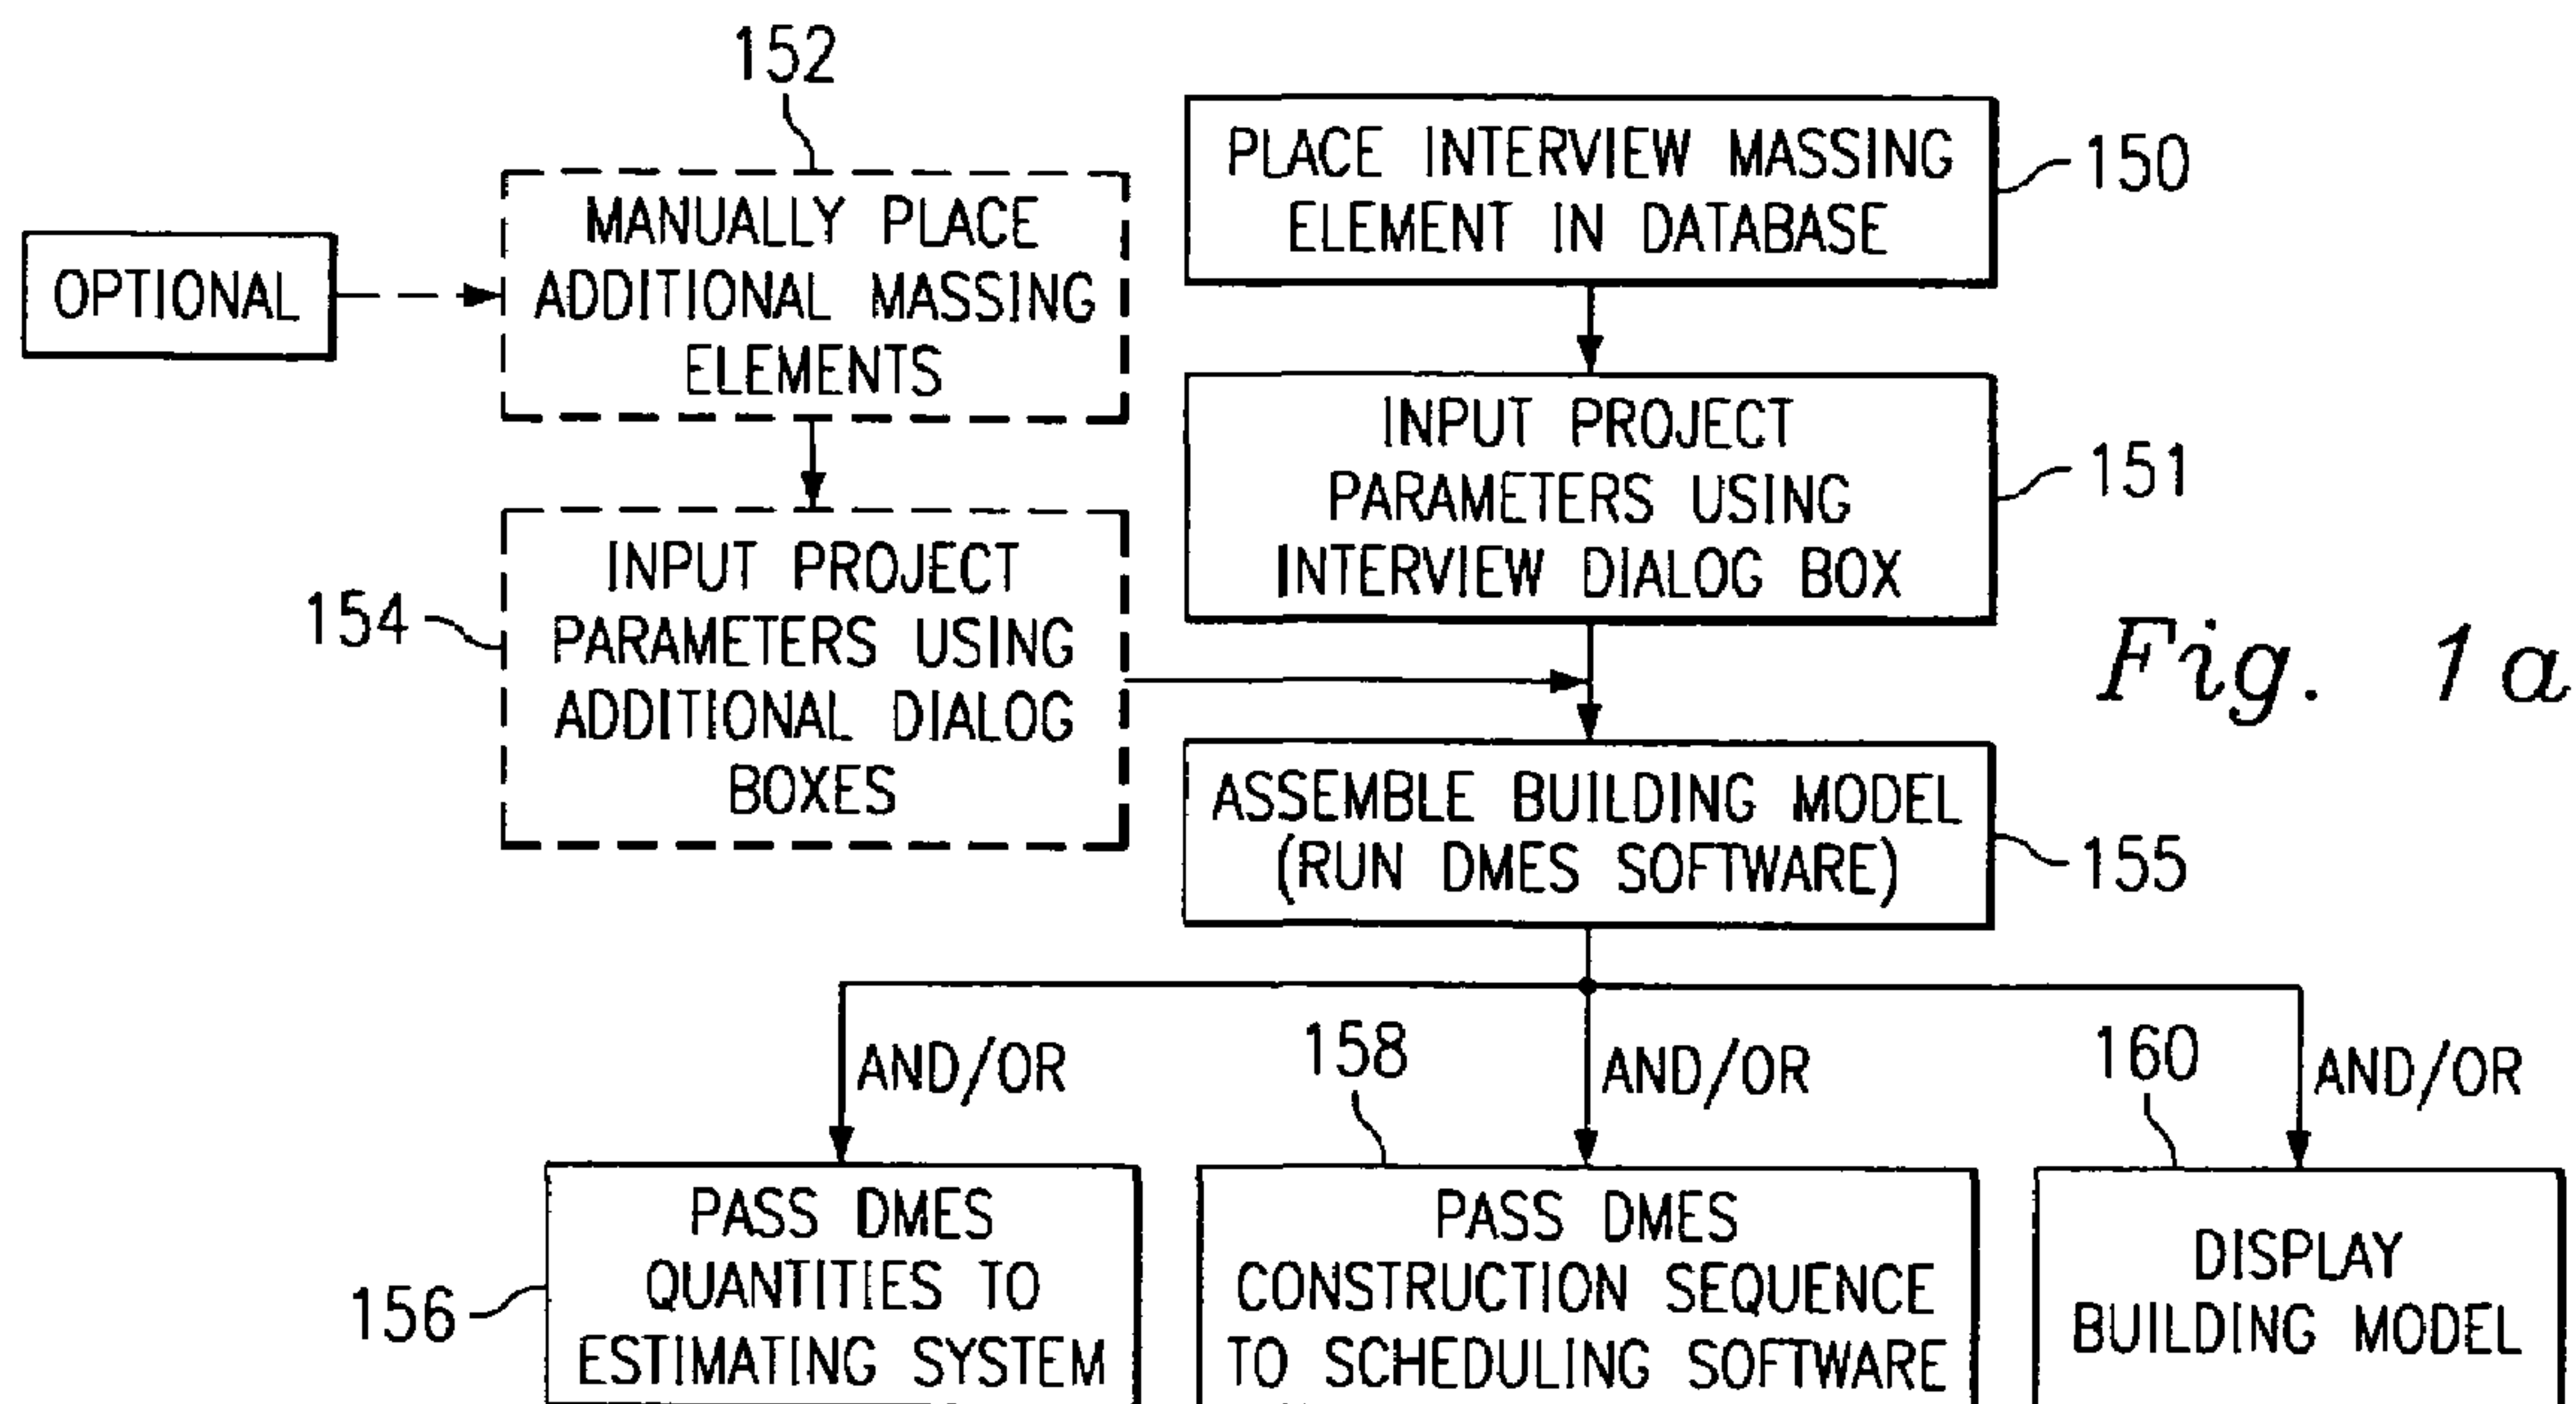 152
PLACE INTERVIEW MASSING
ELEMENT IN DATABASE
150
OPTIONAL
MANUALLY PLACE
ADDITIONAL MASSING
ELEMENTS
INPUT PROJECT
PARAMETERS USING
INTERVIEW DIALOG BOX
151
154
INPUT PROJECT
PARAMETERS USING
ADDITIONAL DIALOG
BOXES
Fig. 1a
ASSEMBLE BUILDING MODEL
(RUN DMES SOFTWARE)
155
AND/OR
158
AND/OR
160
AND/OR
156
PASS DMES
QUANTITIES TO
ESTIMATING SYSTEM
PASS DMES
CONSTRUCTION SEQUENCE
TO SCHEDULING SOFTWARE
DISPLAY
BUILDING MODEL